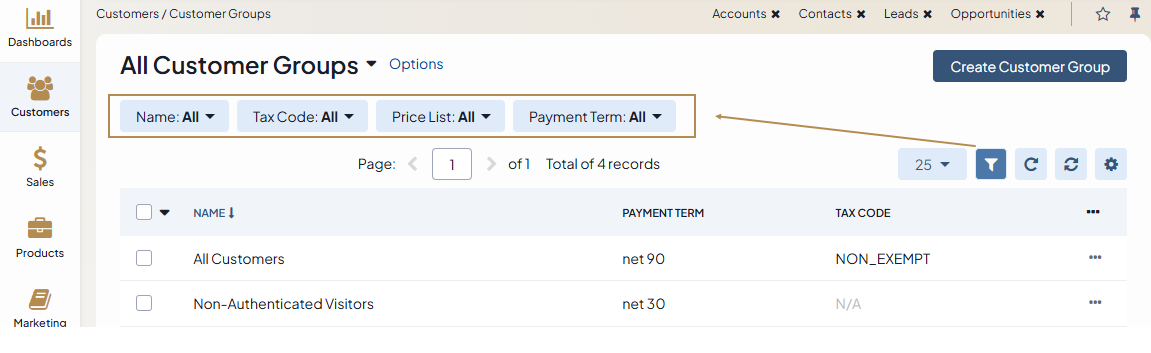 Customers / Customer Groups
Accounts ×
Contacts ×
Leads ×
Opportunities ×
Dashboards
Customers
Sales
Products
Marketing
All Customer Groups
Options
Create Customer Group
Name: All
Tax Code: All
Price List: All
Payment Term: All
Page:
1
of 1
Total of 4 records
25
NAME
PAYMENT TERM
TAX CODE
All Customers
net 90
NON_EXEMPT
Non-Authenticated Visitors
net 30
N/A